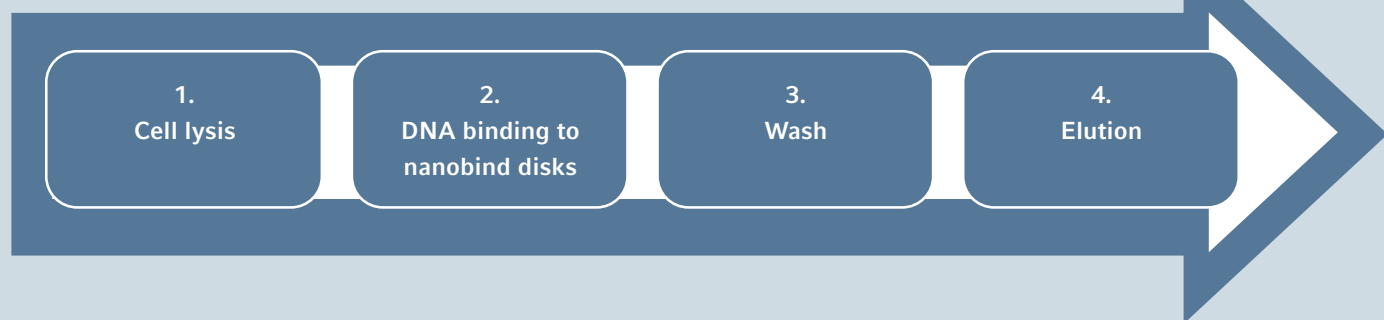 1.
Cell lysis
2.
DNA binding to
nanobind disks
3.
Wash
4.
Elution